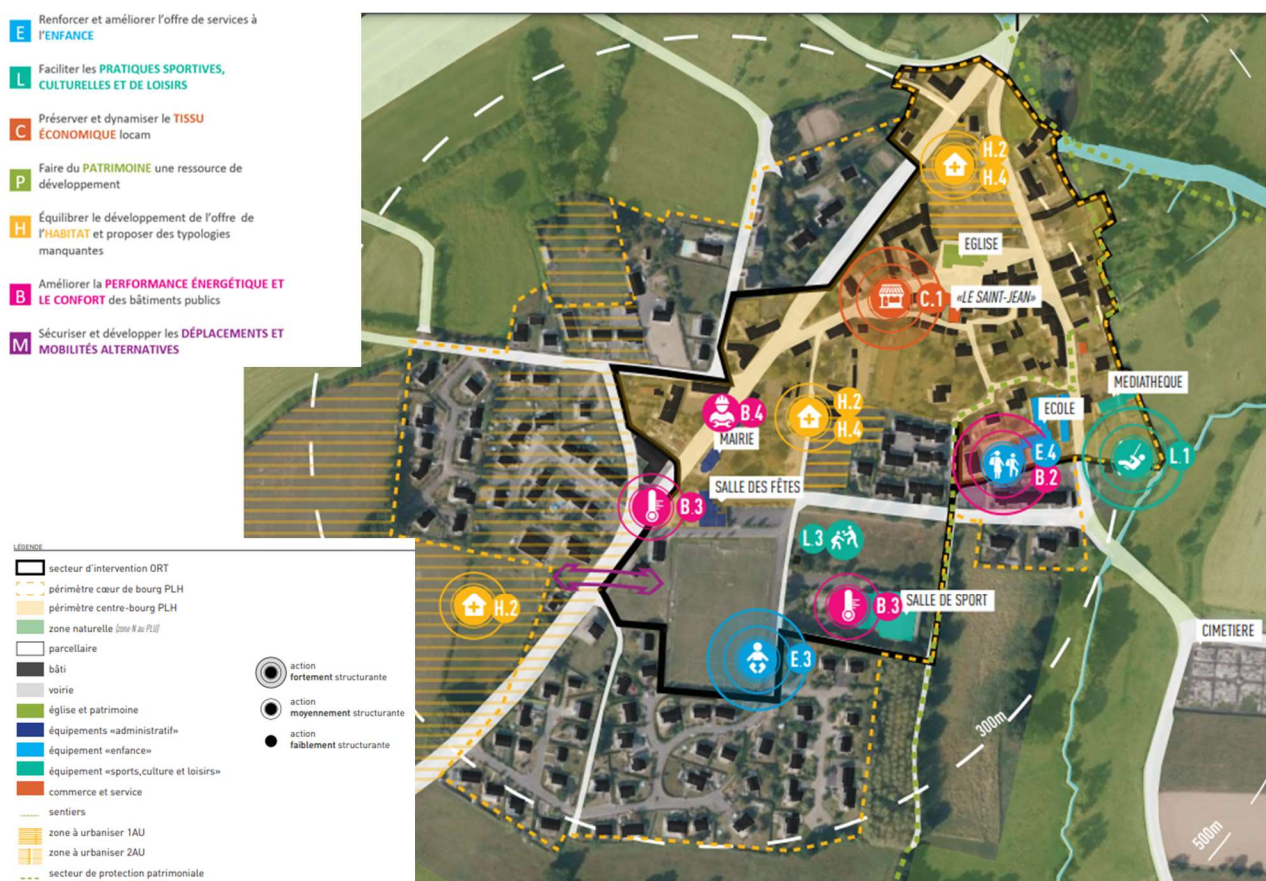 E
Renforcer et améliorer l'offre de services à
l'ENFANCE
L
Faciliter les PRATIQUES SPORTIVES,
CULTURELLES ET DE LOISIRS
C
Préserver et dynamiser le TISSU
ÉCONOMIQUE locam
P
Faire du PATRIMOINE une ressource de
développement
H
Équilibrer le développement de l'offre de
l'HABITAT et proposer des typologies
manquantes
B
Améliorer la PERFORMANCE ÉNERGÉTIQUE ET
LE CONFORT des bâtiments publics
M
Sécuriser et développer les DÉPLACEMENTS ET
MOBILITÉS ALTERNATIVES
H.2
H.4
EGLISE
C.1
«LE SAINT-JEAN»
MEDIATHEQUE
H.2
H.4
B.4
MAIRIE
ECOLE
E.4
B.2
L.1
SALLE DES FÊTES
B.3
L.3
H.2
B.3
SALLE DE SPORT
E.3
CIMETIERE
300m
500m
LÉGENDE
secteur d'intervention ORT
périmètre cœur de bourg PLH
périmètre centre-bourg PLH
zone naturelle (zone N au PLU)
parcellaire
bâti
voirie
église et patrimoine
équipements «administratif»
équipement «enfance»
équipement «sports,culture et loisirs»
commerce et service
sentiers
zone à urbaniser 1AU
zone à urbaniser 2AU
secteur de protection patrimoniale
action
fortement structurante
action
moyennement structurante
action
faiblement structurante